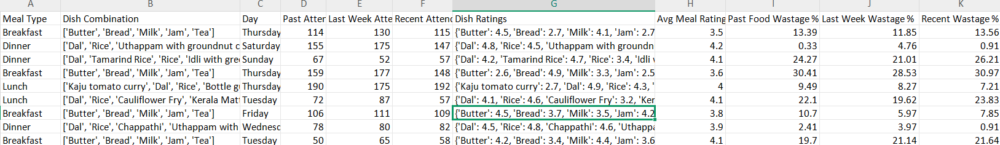 A B C D E F G H I J K
Meal Type Dish Combination Day Past Atten Last Week Atte Recent Attend Dish Ratings Avg Meal Rating Past Food Wastage % Last Week Wastage % Recent Wastage %
Breakfast ['Butter', 'Bread', 'Milk', 'Jam', 'Tea'] Thursday 114 130 115 {'Butter': 4.5, 'Bread': 2.7, 'Milk': 4.1, 'Jam': 2.7 3.5 13.39 11.85 13.56
Dinner ['Dal', 'Rice', 'Uthappam with groundnut c Saturday 155 175 147 {'Dal': 4.8, 'Rice': 4.5, 'Uthappam with groundn 4.2 0.33 4.76 0.91
Dinner ['Dal', 'Tamarind Rice', 'Rice', 'Idli with gree Sunday 67 52 57 {'Dal': 4.2, 'Tamarind Rice': 4.7, 'Rice': 3.4, 'Idli 4.1 24.27 21.01 26.21
Breakfast ['Butter', 'Bread', 'Milk', 'Jam', 'Tea'] Thursday 159 177 148 {'Butter': 2.6, 'Bread': 4.9, 'Milk': 3.3, 'Jam': 2.5 3.6 30.41 28.53 30.97
Lunch ['Kaju tomato curry', 'Dal', 'Rice', 'Bottle g Thursday 190 175 192 {'Kaju tomato curry': 2.7, 'Dal': 4.9, 'Rice': 4.3, ' 4 9.49 8.27 7.21
Lunch ['Dal', 'Rice', 'Cauliflower Fry', 'Kerala Mat Tuesday 72 87 57 {'Dal': 4.1, 'Rice': 4.6, 'Cauliflower Fry': 3.2, 'Ker 4.1 22.1 19.62 23.83
Breakfast ['Butter', 'Bread', 'Milk', 'Jam', 'Tea'] Friday 106 111 109 {'Butter': 4.5, 'Bread': 3.7, 'Milk': 3.5, 'Jam': 4.2 3.8 10.7 5.97 7.85
Dinner ['Dal', 'Rice', 'Chappathi', 'Uthappam with Wednesd 78 80 82 {'Dal': 4.5, 'Rice': 4.8, 'Chappathi': 4.6, 'Uthappa 3.9 2.41 3.97 0.91
Breakfast ['Butter', 'Bread', 'Milk', 'Jam', 'Tea'] Tuesday 50 65 58 {'Butter': 4.2, 'Bread': 3.4, 'Milk': 4.4, 'Jam': 3.6 4.1 19.7 21.14 21.64